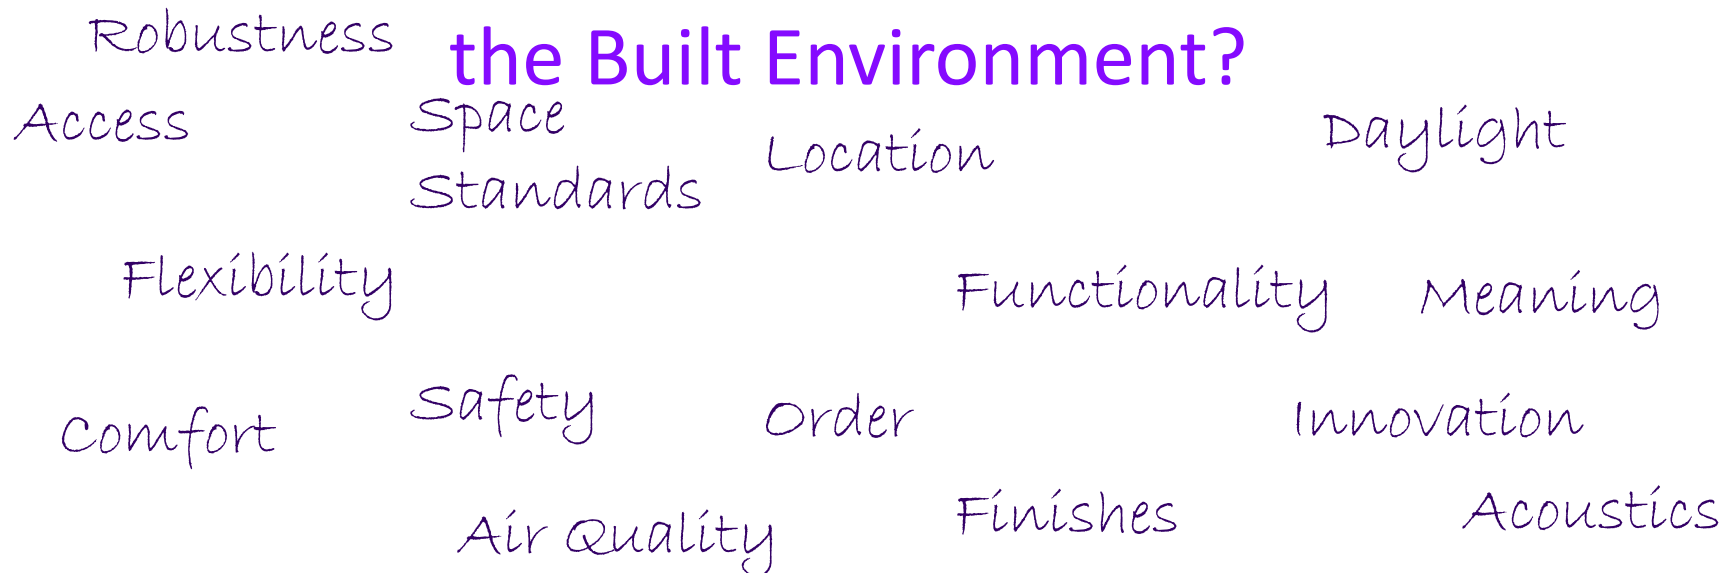 the Built Environment?
Robustness
Access
Space
Standards
Location
Daylight
Flexibility
Functionality
Meaning
Comfort
Safety
Order
Innovation
Air Quality
Finishes
Acoustics